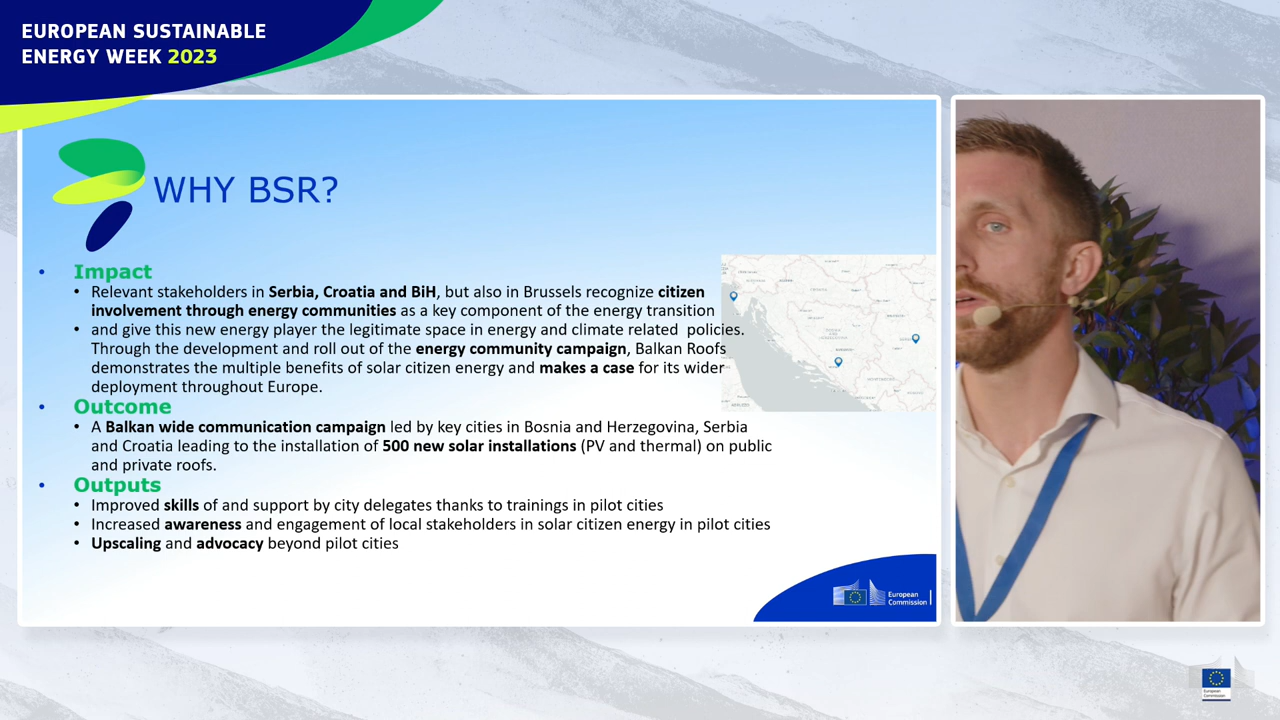 EUROPEAN SUSTAINABLE
ENERGY WEEK 2023
WHY BSR?
• Impact
• Relevant stakeholders in Serbia, Croatia and BiH, but also in Brussels recognize citizen
involvement through energy communities as a key component of the energy transition
• and give this new energy player the legitimate space in energy and climate related policies.
Through the development and roll out of the energy community campaign, Balkan Roofs
demonstrates the multiple benefits of solar citizen energy and makes a case for its wider
deployment throughout Europe.
• Outcome
• A Balkan wide communication campaign led by key cities in Bosnia and Herzegovina, Serbia
and Croatia leading to the installation of 500 new solar installations (PV and thermal) on public
and private roofs.
• Outputs
• Improved skills of and support by city delegates thanks to trainings in pilot cities
• Increased awareness and engagement of local stakeholders in solar citizen energy in pilot cities
• Upscaling and advocacy beyond pilot cities
European
Commission
European
Commission